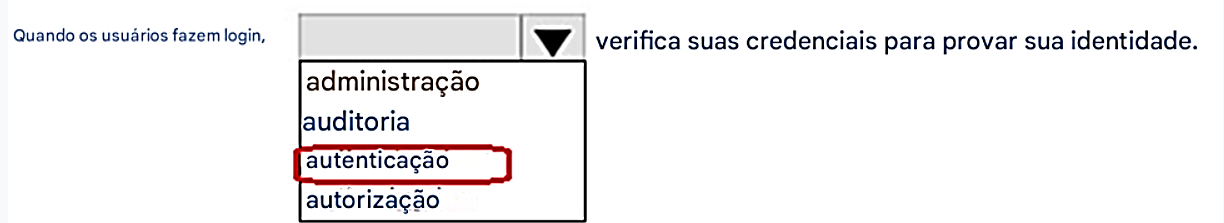 Quando os usuários fazem login, verifica suas credenciais para provar sua identidade.
administração
auditoria
autenticação
autorização